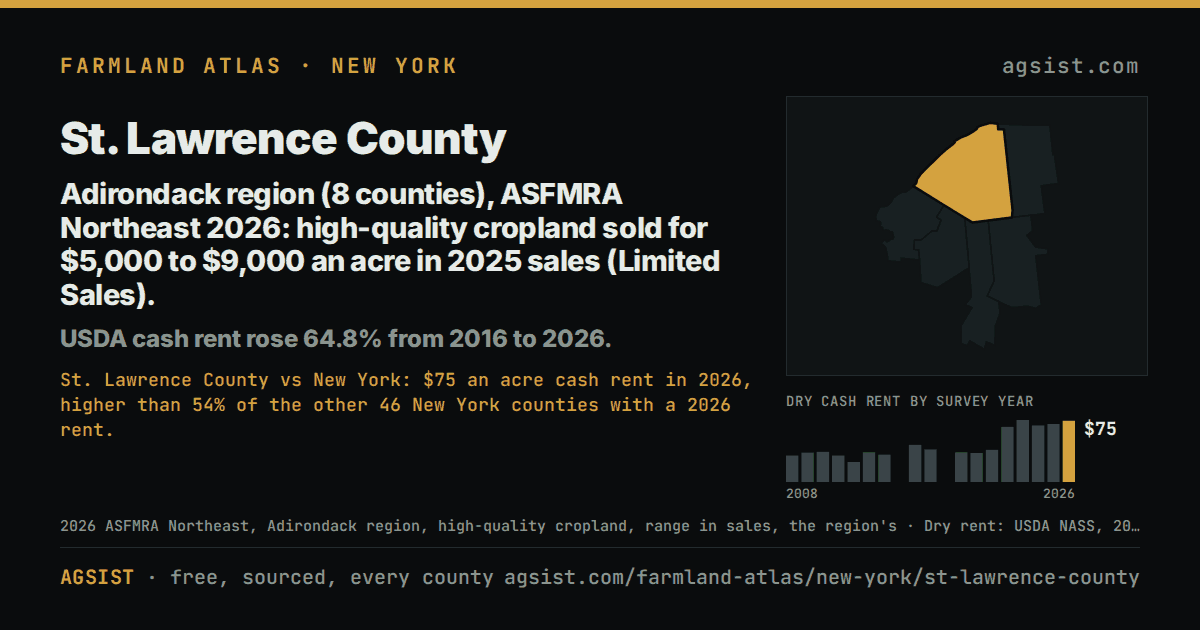 FARMLAND ATLAS · NEW YORK
agsist.com
St. Lawrence County
Adirondack region (8 counties), ASFMRA
Northeast 2026: high-quality cropland sold for
$5,000 to $9,000 an acre in 2025 sales (Limited
Sales).
USDA cash rent rose 64.8% from 2016 to 2026.
St. Lawrence County vs New York: $75 an acre cash rent in 2026,
higher than 54% of the other 46 New York counties with a 2026
rent.
DRY CASH RENT BY SURVEY YEAR
$75
2008
2026
2026 ASFMRA Northeast, Adirondack region, high-quality cropland, range in sales, the region's · Dry rent: USDA NASS, 20…
AGSIST · free, sourced, every county
agsist.com/farmland-atlas/new-york/st-lawrence-county